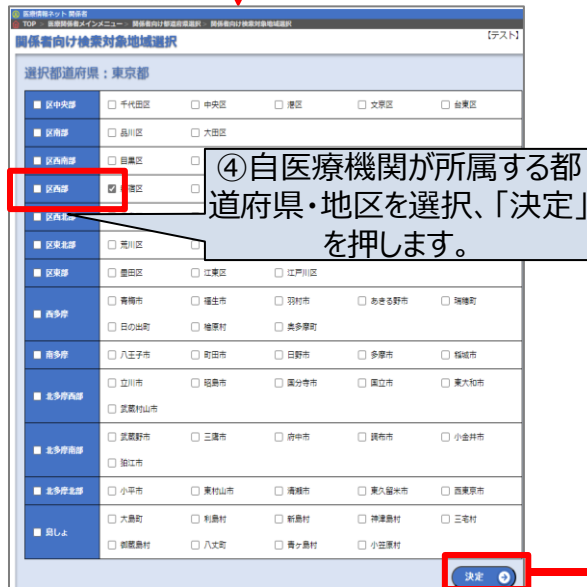 医療情報ネット 関係者
TOP > 医療関係者メインメニュー > 関係者向け都道府県選択 > 関係者向け検索対象地域選択
関係者向け検索対象地域選択
【テスト】
選択都道府県：東京都
区中央部 千代田区 中央区 港区 文京区 台東区
区南部 品川区 大田区
区西南部 目黒区
区西部
区西北部
④自医療機関が所属する都
道府県・地区を選択、「決定」
を押します。
区東北部 荒川区
区東部 墨田区 江東区 江戸川区
西多摩 青梅市 福生市 羽村市 あきる野市 瑞穂町
日の出町 檜原村 奥多摩町
南多摩 八王子市 町田市 日野市 多摩市 稲城市
北多摩西部 立川市 昭島市 国分寺市 国立市 東大和市
武蔵村山市
北多摩南部 武蔵野市 三鷹市 府中市 調布市 小金井市
狛江市
北多摩北部 小平市 東村山市 清瀬市 東久留米市 西東京市
島しょ 大島町 利島村 新島村 神津島村 三宅村
御蔵島村 八丈町 青ヶ島村 小笠原村
決定